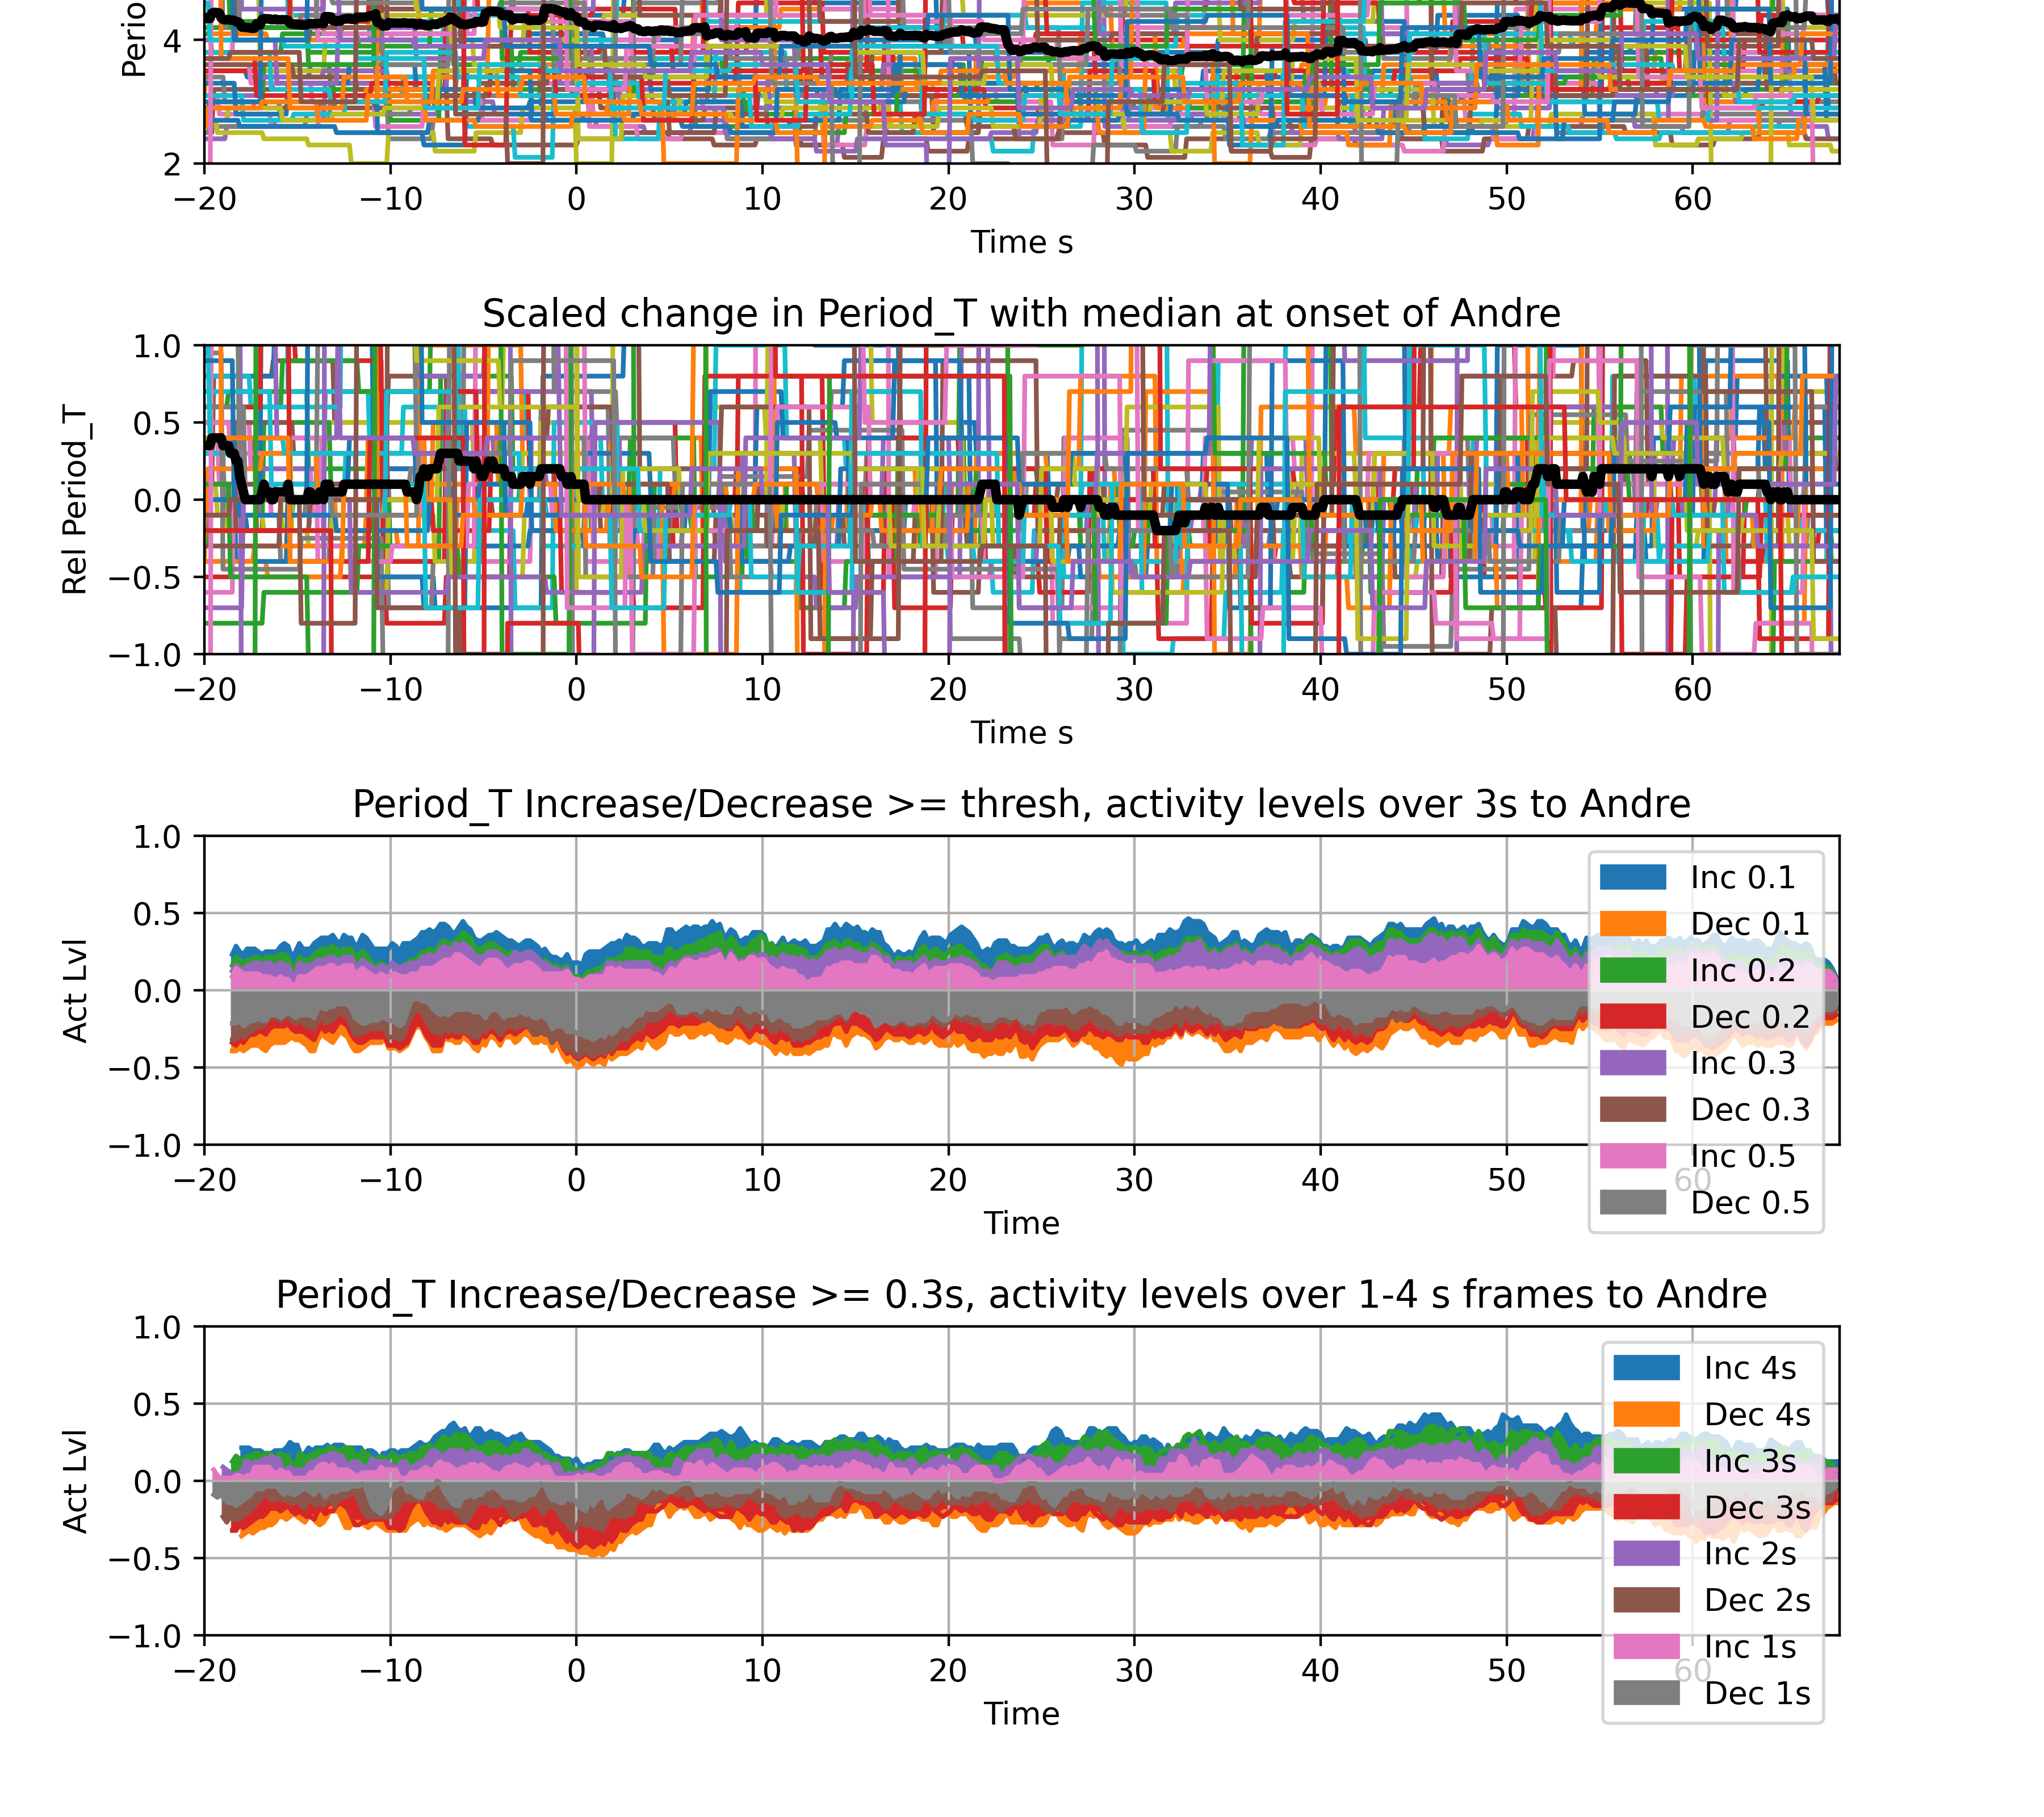 Perio
4
2
−20 −10 0 10 20 30 40 50 60
Time s
Scaled change in Period_T with median at onset of Andre
Rel Period_T
1.0
0.5
0.0
−0.5
−1.0
−20 −10 0 10 20 30 40 50 60
Time s
Period_T Increase/Decrease >= thresh, activity levels over 3s to Andre
Act Lvl
1.0
0.5
0.0
−0.5
−1.0
Inc 0.1
Dec 0.1
Inc 0.2
Dec 0.2
Inc 0.3
Dec 0.3
Inc 0.5
Dec 0.5
−20 −10 0 10 20 30 40 50 60
Time
Period_T Increase/Decrease >= 0.3s, activity levels over 1-4 s frames to Andre
Act Lvl
1.0
0.5
0.0
−0.5
−1.0
Inc 4s
Dec 4s
Inc 3s
Dec 3s
Inc 2s
Dec 2s
Inc 1s
Dec 1s
−20 −10 0 10 20 30 40 50 60
Time